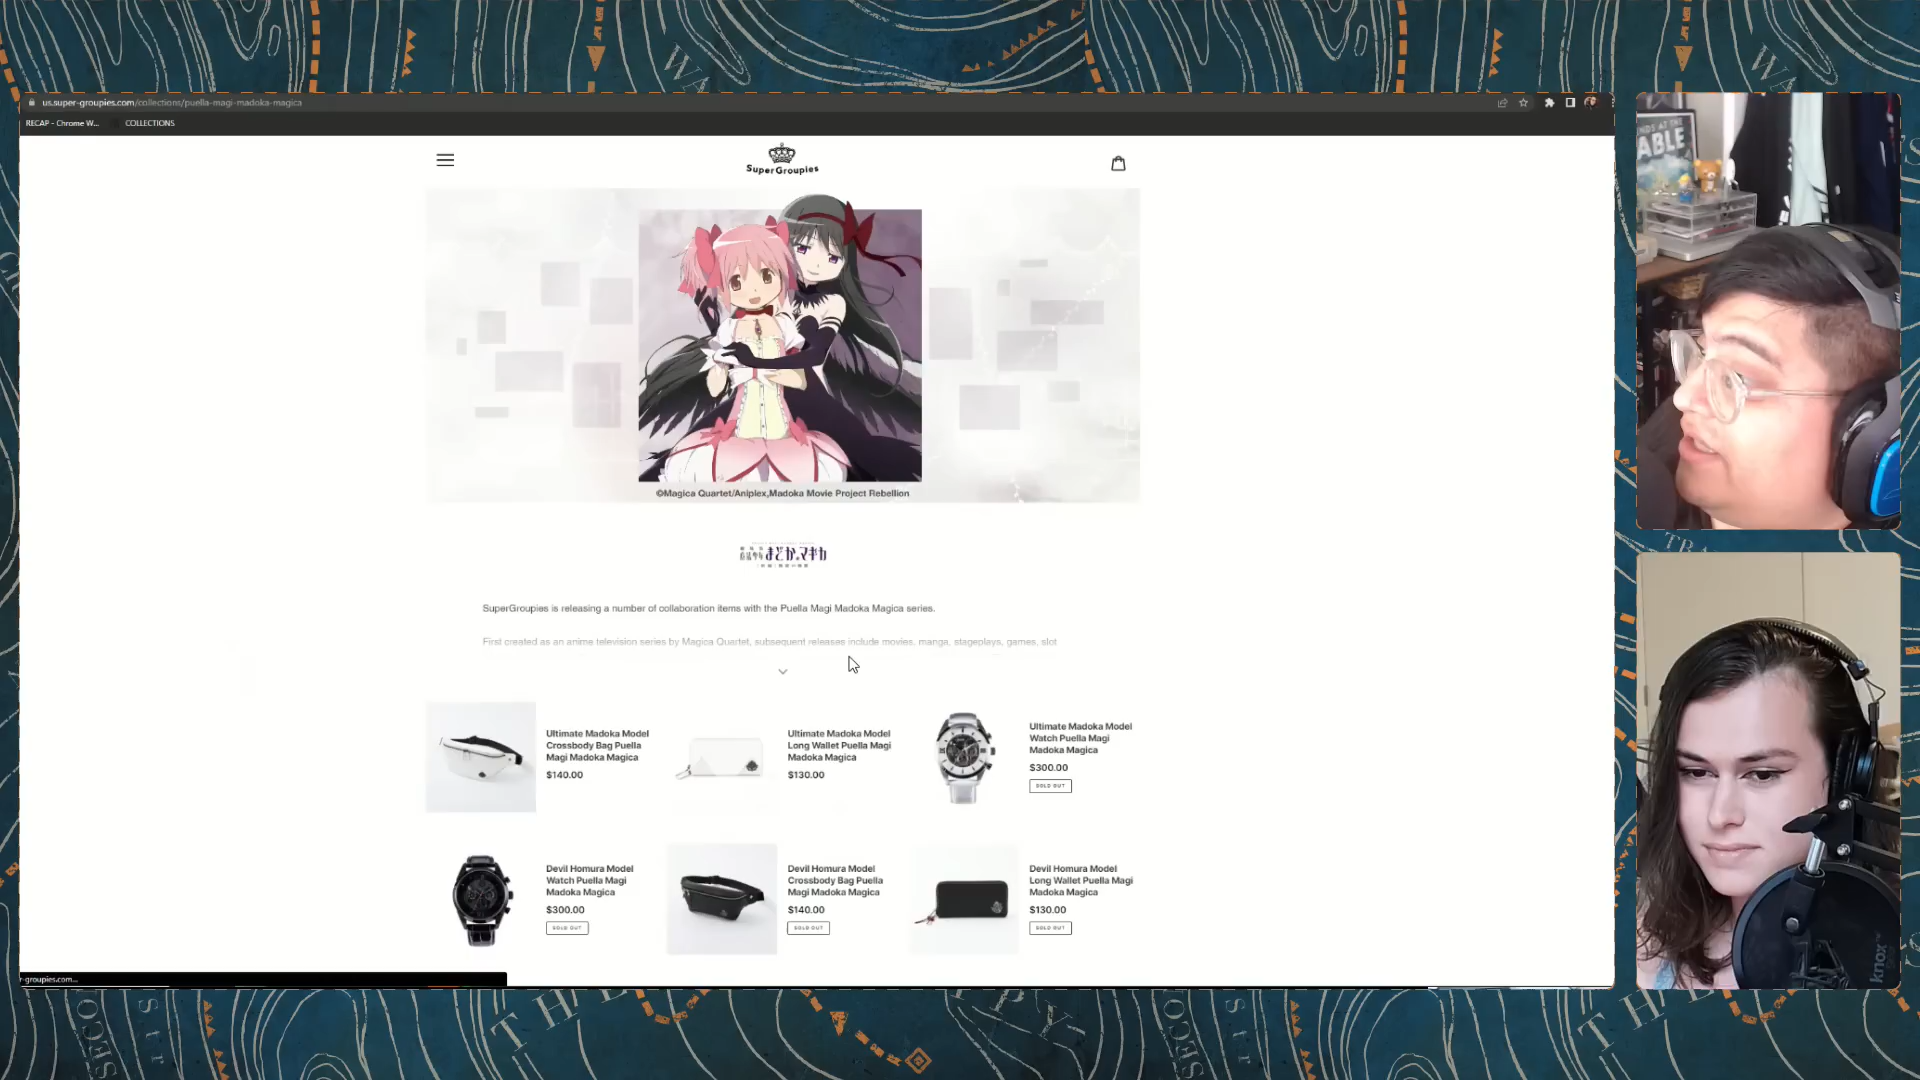 us.super-groupies.com/collections/puella-magi-madoka-magica
RECAP - Chrome W...
COLLECTIONS
SuperGroupies
©Magica Quartet/Aniplex,Madoka Movie Project Rebellion
まどか☆マギカ
SuperGroupies is releasing a number of collaboration items with the Puella Magi Madoka Magica series.
First created as an anime television series by Magica Quartet, subsequent releases include movies, manga, stageplays, games, slot
Ultimate Madoka Model
Crossbody Bag Puella
Magi Madoka Magica
$140.00
Ultimate Madoka Model
Long Wallet Puella Magi
Madoka Magica
$130.00
Ultimate Madoka Model
Watch Puella Magi
Madoka Magica
$300.00
SOLD OUT
Devil Homura Model
Watch Puella Magi
Madoka Magica
$300.00
SOLD OUT
Devil Homura Model
Crossbody Bag Puella
Magi Madoka Magica
$140.00
SOLD OUT
Devil Homura Model
Long Wallet Puella Magi
Madoka Magica
$130.00
SOLD OUT
r-groupies.com...
ABLE
knox